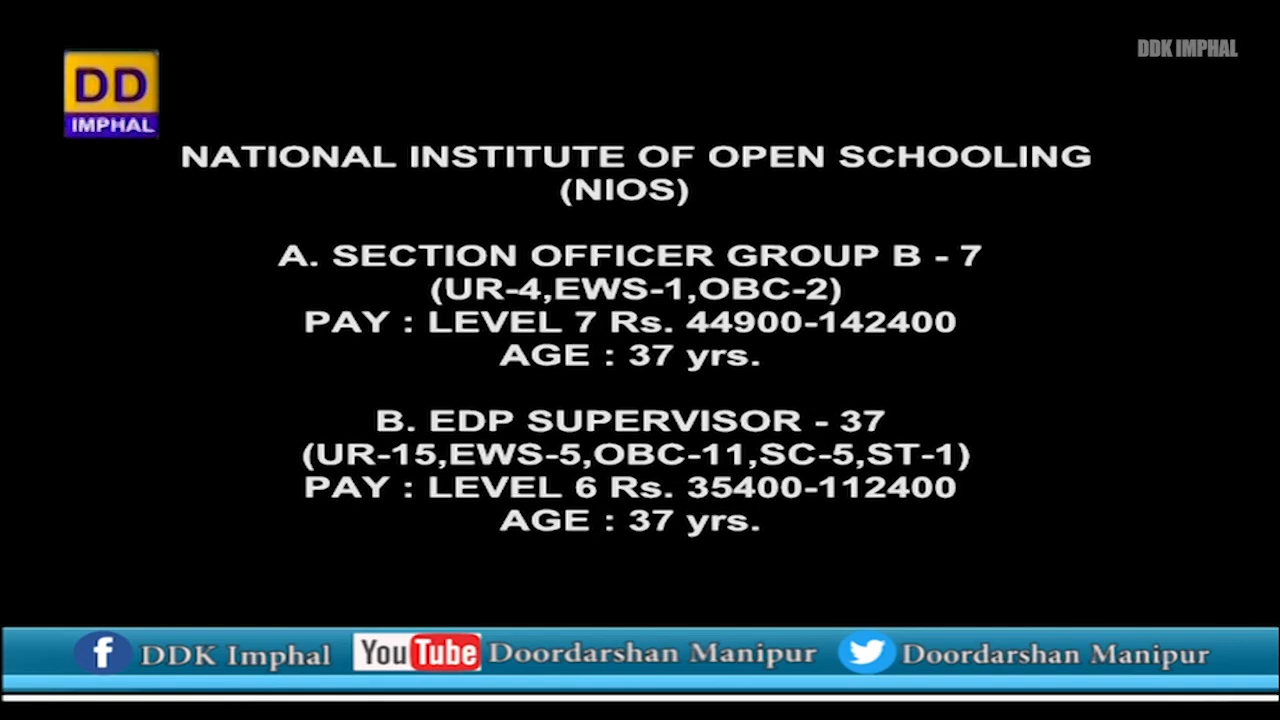 DDK IMPHAL
DD
IMPHAL
NATIONAL INSTITUTE OF OPEN SCHOOLING
(NIOS)
A. SECTION OFFICER GROUP B - 7
(UR-4,EWS-1,OBC-2)
PAY : LEVEL 7 Rs. 44900-142400
AGE : 37 yrs.
B. EDP SUPERVISOR - 37
(UR-15,EWS-5,OBC-11,SC-5,ST-1)
PAY : LEVEL 6 Rs. 35400-112400
AGE : 37 yrs.
f DDK Imphal YouTube Doordarshan Manipur Doordarshan Manipur